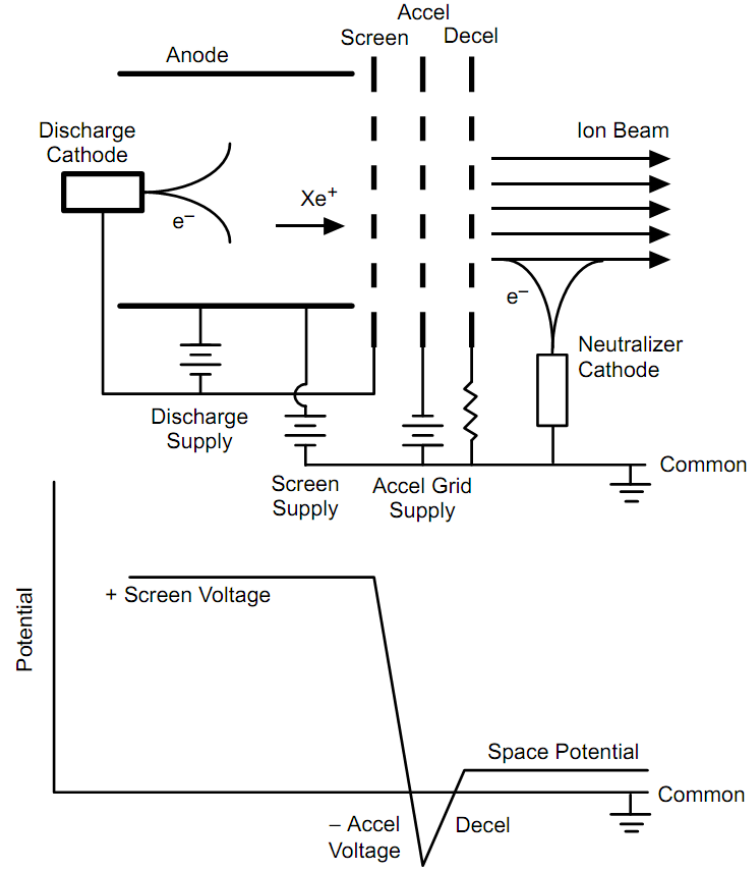 Accel
Screen Decel
Anode
Discharge
Cathode
Ion Beam
Xe⁺
e⁻
e⁻
Neutralizer
Cathode
Discharge
Supply
Common
Screen
Supply
Accel Grid
Supply
Potential
+ Screen Voltage
Space Potential
Common
– Accel
Voltage
Decel